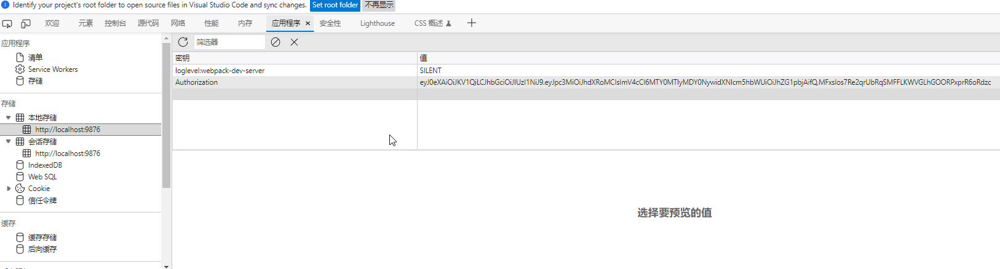 Identify your project's root folder to open source files in Visual Studio Code and sync changes. Set root folder 不再显示
欢迎 元素 控制台 源代码 网络 性能 内存 应用程序 安全性 Lighthouse CSS 概述
应用程序
清单
Service Workers
存储
存储
本地存储
http://localhost:9876
会话存储
http://localhost:9876
IndexedDB
Web SQL
Cookie
信任令牌
缓存
缓存存储
后向缓存
筛选器
密钥 值
loglevel:webpack-dev-server SILENT
Authorization
选择要预览的值